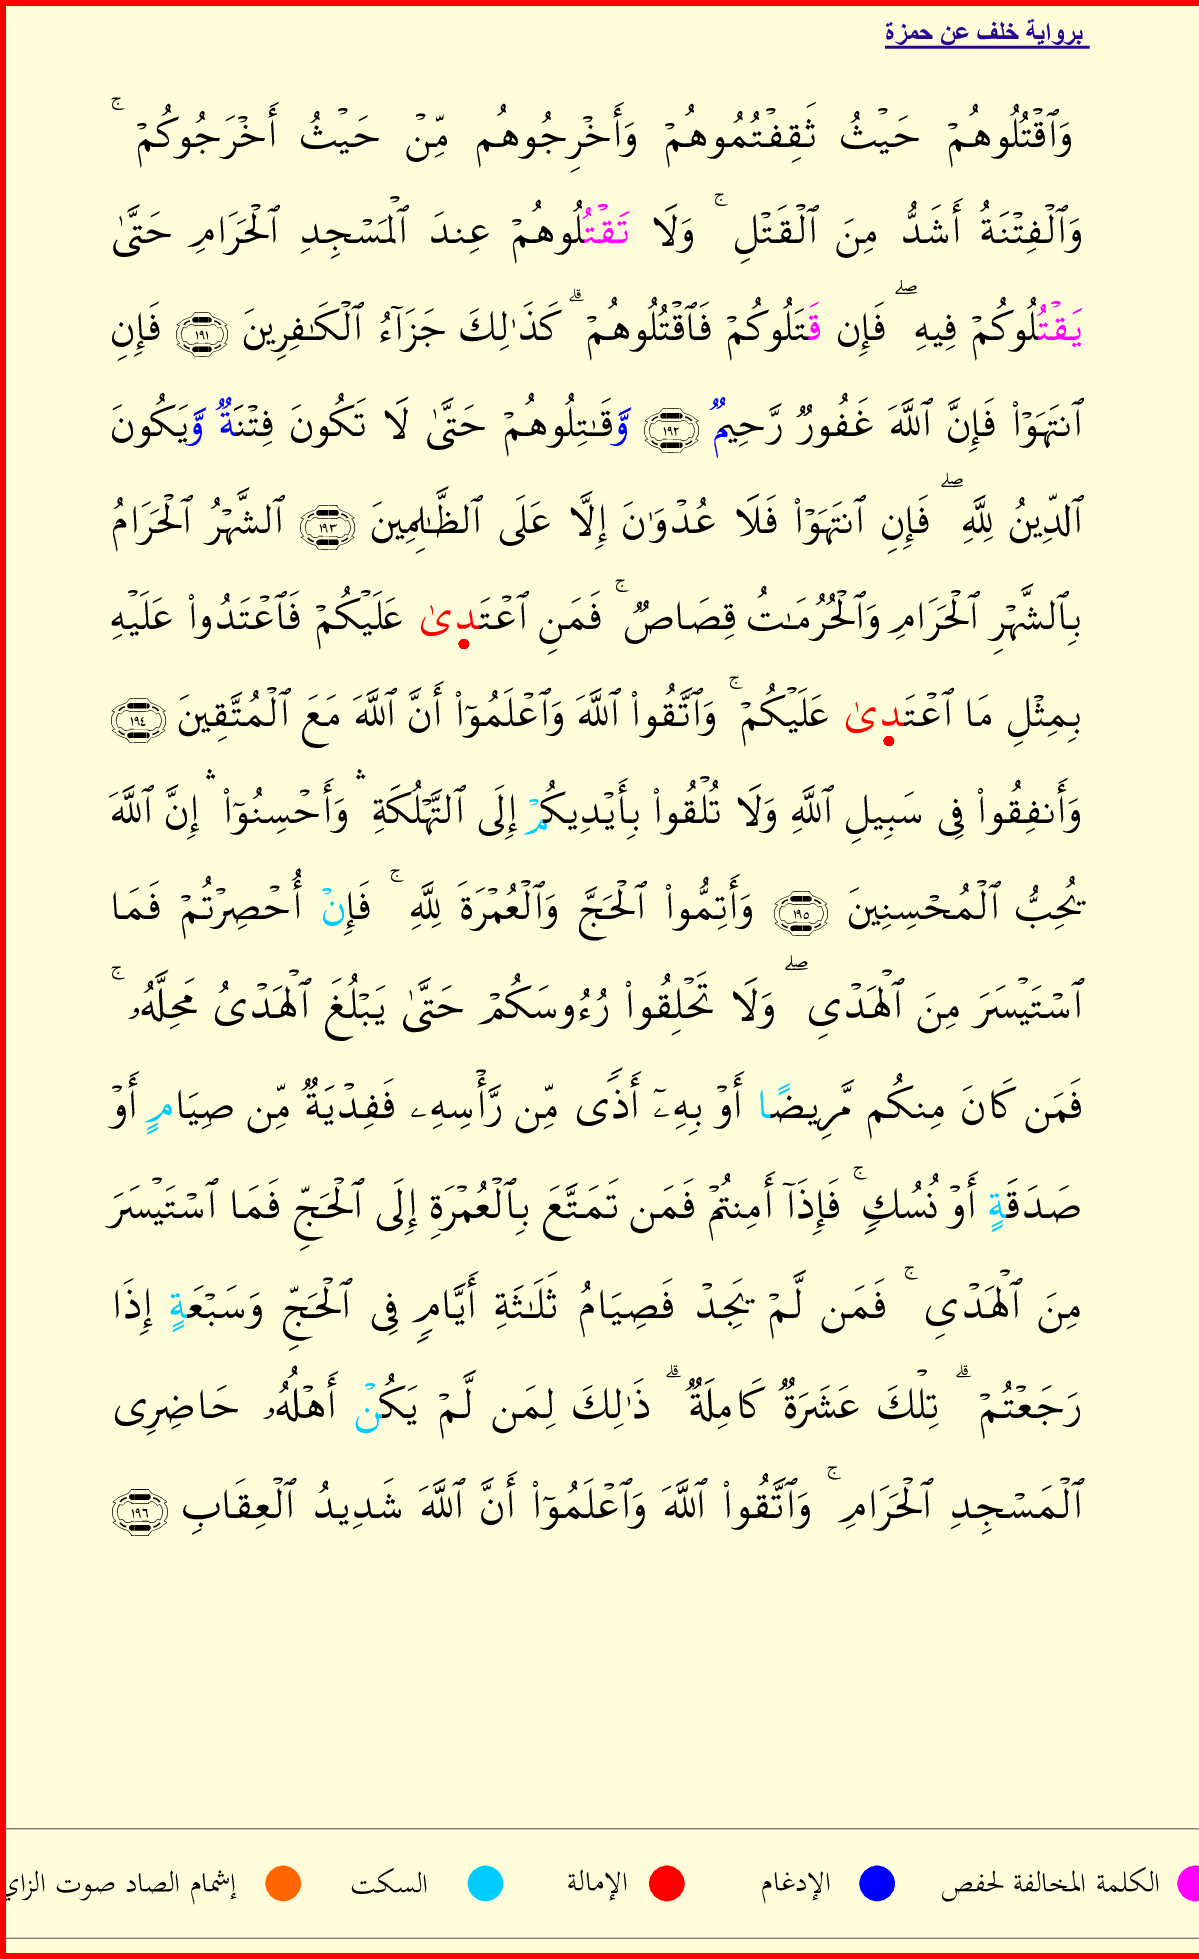 برواية خلف عن حمزة
وَٱقۡتُلُوهُمۡ حَيۡثُ ثَقِفۡتُمُوهُمۡ وَأَخۡرِجُوهُم مِّنۡ حَيۡثُ أَخۡرَجُوكُمۡۚ
وَٱلۡفِتۡنَةُ أَشَدُّ مِنَ ٱلۡقَتۡلِۚ وَلَا تَقۡتُلُوهُمۡ عِندَ ٱلۡمَسۡجِدِ ٱلۡحَرَامِ حَتَّىٰ
يَقۡتُلُوكُمۡ فِيهِۖ فَإِن قَتَلُوكُمۡ فَٱقۡتُلُوهُمۡۗ كَذَٰلِكَ جَزَآءُ ٱلۡكَـٰفِرِينَ ١٩١ فَإِنِ
ٱنتَهَوۡاْ فَإِنَّ ٱللَّهَ غَفُورٌ رَّحِيمٌ ١٩٢ وَّقَـٰتِلُوهُمۡ حَتَّىٰ لَا تَكُونَ فِتۡنَةٌ وَّيَكُونَ
ٱلدِّينُ لِلَّهِۖ فَإِنِ ٱنتَهَوۡاْ فَلَا عُدۡوَٰنَ إِلَّا عَلَى ٱلظَّـٰلِمِينَ ١٩٣ ٱلشَّهۡرُ ٱلۡحَرَامُ
بِٱلشَّهۡرِ ٱلۡحَرَامِ وَٱلۡحُرُمَـٰتُ قِصَاصٌۚ فَمَنِ ٱعۡتَدِىٰ عَلَيۡكُمۡ فَٱعۡتَدُواْ عَلَيۡهِ
بِمِثۡلِ مَا ٱعۡتَدِىٰ عَلَيۡكُمۡۚ وَٱتَّقُواْ ٱللَّهَ وَٱعۡلَمُوٓاْ أَنَّ ٱللَّهَ مَعَ ٱلۡمُتَّقِينَ ١٩٤
وَأَنفِقُواْ فِى سَبِيلِ ٱللَّهِ وَلَا تُلۡقُواْ بِأَيۡدِيكُمۡ إِلَى ٱلتَّهۡلُكَةِۛ وَأَحۡسِنُوٓاْۛ إِنَّ ٱللَّهَ
يُحِبُّ ٱلۡمُحۡسِنِينَ ١٩٥ وَأَتِمُّواْ ٱلۡحَجَّ وَٱلۡعُمۡرَةَ لِلَّهِۚ فَإِنۡ أُحۡصِرۡتُمۡ فَمَا
ٱسۡتَيۡسَرَ مِنَ ٱلۡهَدۡىِۖ وَلَا تَحۡلِقُواْ رُءُوسَكُمۡ حَتَّىٰ يَبۡلُغَ ٱلۡهَدۡىُ مَحِلَّهُۥۚ
فَمَن كَانَ مِنكُم مَّرِيضًا أَوۡ بِهِۦٓ أَذًى مِّن رَّأۡسِهِۦ فَفِدۡيَةٌ مِّن صِيَامٍ أَوۡ
صَدَقَةٍ أَوۡ نُسُكٍۚ فَإِذَآ أَمِنتُمۡ فَمَن تَمَتَّعَ بِٱلۡعُمۡرَةِ إِلَى ٱلۡحَجِّ فَمَا ٱسۡتَيۡسَرَ
مِنَ ٱلۡهَدۡىِۚ فَمَن لَّمۡ يَجِدۡ فَصِيَامُ ثَلَـٰثَةِ أَيَّامٍ فِى ٱلۡحَجِّ وَسَبۡعَةٍ إِذَا
رَجَعۡتُمۡۗ تِلۡكَ عَشَرَةٌ كَامِلَةٌۗ ذَٰلِكَ لِمَن لَّمۡ يَكُنۡ أَهۡلُهُۥ حَاضِرِى
ٱلۡمَسۡجِدِ ٱلۡحَرَامِۚ وَٱتَّقُواْ ٱللَّهَ وَٱعۡلَمُوٓاْ أَنَّ ٱللَّهَ شَدِيدُ ٱلۡعِقَابِ ١٩٦
الكلمة المخالفة لحفص الإدغام الإمالة السكت إشمام الصاد صوت الزاي